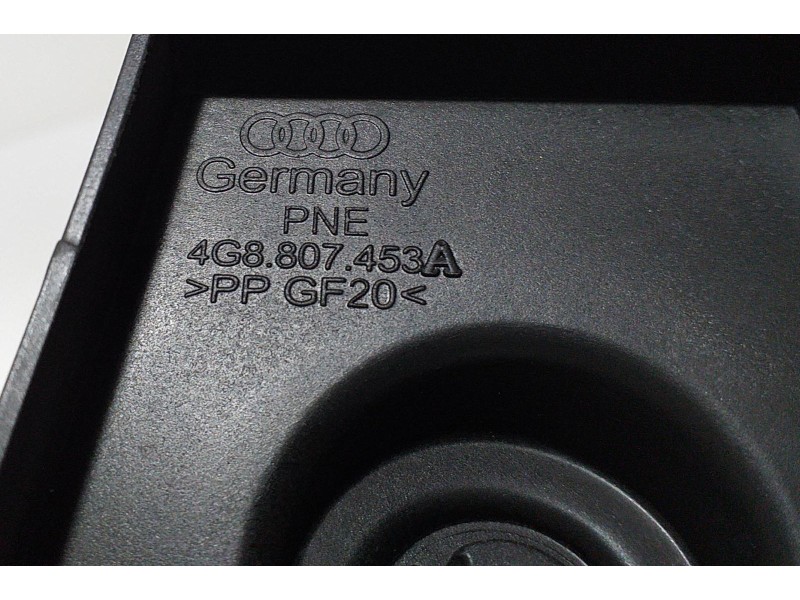 Germany
PNE
4G8.807.453A
>PP GF20<